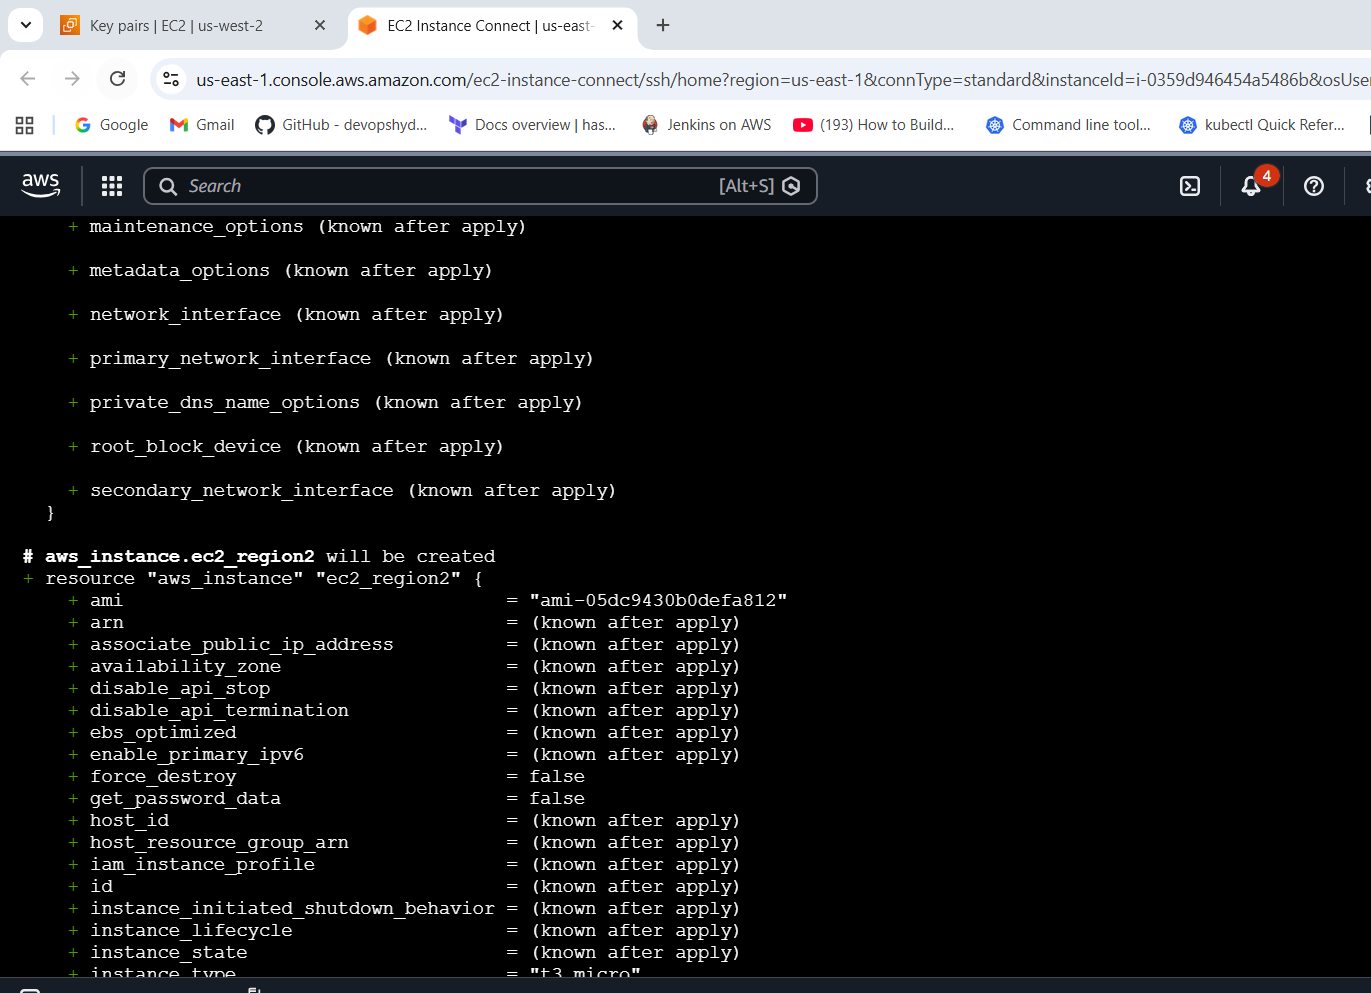 Key pairs | EC2 | us-west-2
EC2 Instance Connect | us-east-
us-east-1.console.aws.amazon.com/ec2-instance-connect/ssh/home?region=us-east-1&connType=standard&instanceId=i-0359d946454a5486b&osUse
Google
Gmail
GitHub - devopshyd...
Docs overview | has...
Jenkins on AWS
(193) How to Build...
Command line tool...
kubectl Quick Refer...
aws
Search
[Alt+S]
4
+ maintenance_options (known after apply)
+ metadata_options (known after apply)
+ network_interface (known after apply)
+ primary_network_interface (known after apply)
+ private_dns_name_options (known after apply)
+ root_block_device (known after apply)
+ secondary_network_interface (known after apply)
}
# aws_instance.ec2_region2 will be created
+ resource "aws_instance" "ec2_region2" {
+ ami = "ami-05dc9430b0defa812"
+ arn = (known after apply)
+ associate_public_ip_address = (known after apply)
+ availability_zone = (known after apply)
+ disable_api_stop = (known after apply)
+ disable_api_termination = (known after apply)
+ ebs_optimized = (known after apply)
+ enable_primary_ipv6 = (known after apply)
+ force_destroy = false
+ get_password_data = false
+ host_id = (known after apply)
+ host_resource_group_arn = (known after apply)
+ iam_instance_profile = (known after apply)
+ id = (known after apply)
+ instance_initiated_shutdown_behavior = (known after apply)
+ instance_lifecycle = (known after apply)
+ instance_state = (known after apply)
+ instance_type = "t3.micro"